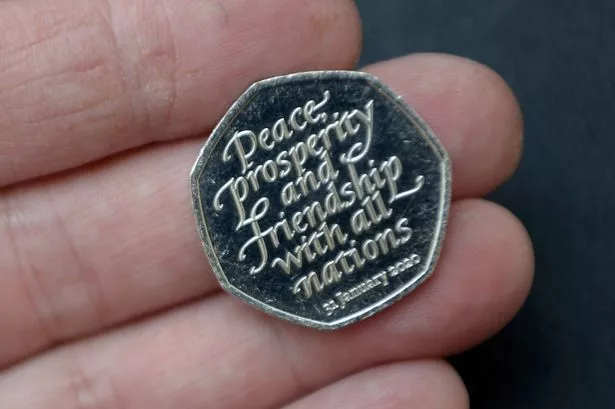 Peace,
prosperity
and
friendship
with all
nations
31 January 2020